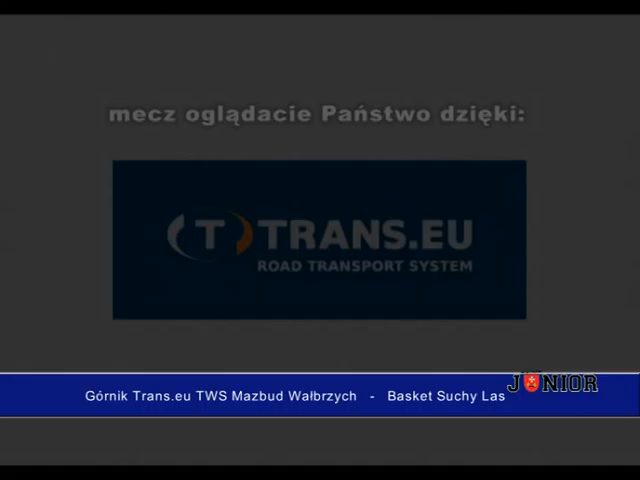 mecz oglądacie Państwo dzięki:
(T) TRANS.EU
ROAD TRANSPORT SYSTEM
JUNIOR
Górnik Trans.eu TWS Mazbud Wałbrzych - Basket Suchy Las